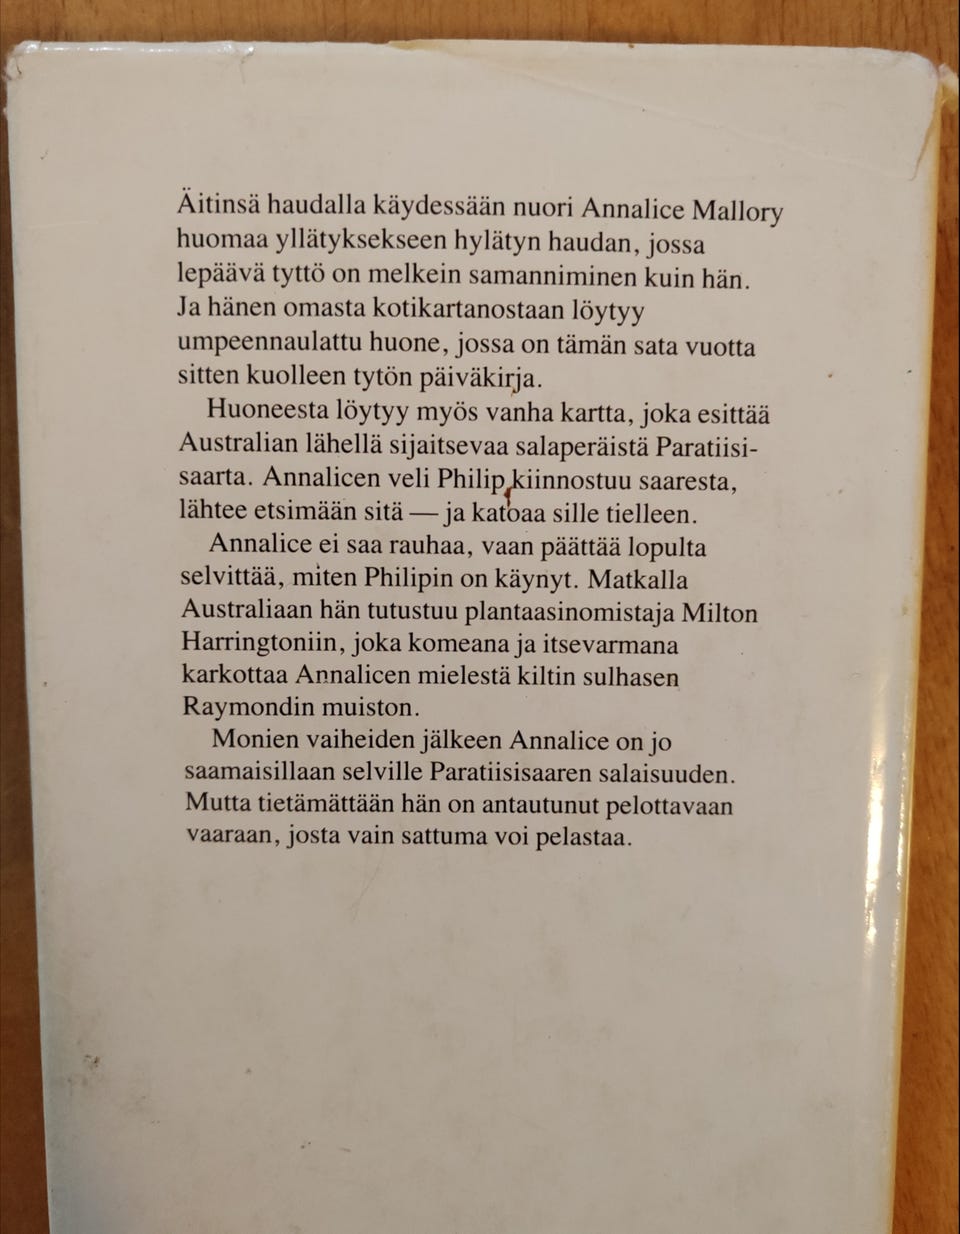 Äitinsä haudalla käydessään nuori Annalice Mallory
huomaa yllätyksekseen hylätyn haudan, jossa
lepäävä tyttö on melkein samanniminen kuin hän.
Ja hänen omasta kotikartanostaan löytyy
umpeennaulattu huone, jossa on tämän sata vuotta
sitten kuolleen tytön päiväkirja.
Huoneesta löytyy myös vanha kartta, joka esittää
Australian lähellä sijaitsevaa salaperäistä Paratiisi-
saarta. Annalicen veli Philip kiinnostuu saaresta,
lähtee etsimään sitä — ja katoaa sille tielleen.
Annalice ei saa rauhaa, vaan päättää lopulta
selvittää, miten Philipin on käynyt. Matkalla
Australiaan hän tutustuu plantaasinomistaja Milton
Harringtoniin, joka komeana ja itsevarmana
karkottaa Annalicen mielestä kiltin sulhasen
Raymondin muiston.
Monien vaiheiden jälkeen Annalice on jo
saamaisillaan selville Paratiisisaaren salaisuuden.
Mutta tietämättään hän on antautunut pelottavaan
vaaraan, josta vain sattuma voi pelastaa.